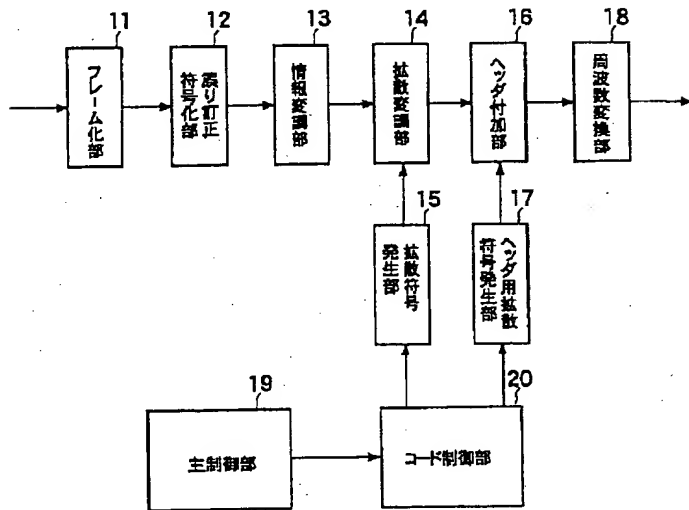 11
12
13
14
16
18
フレーム化部
誤り訂正
符号化部
情報変調部
拡散変調部
ヘッダ付加部
周波数変換部
15
17
拡散符号
発生部
ヘッダ用拡散
符号発生部
19
20
主制御部
コード制御部